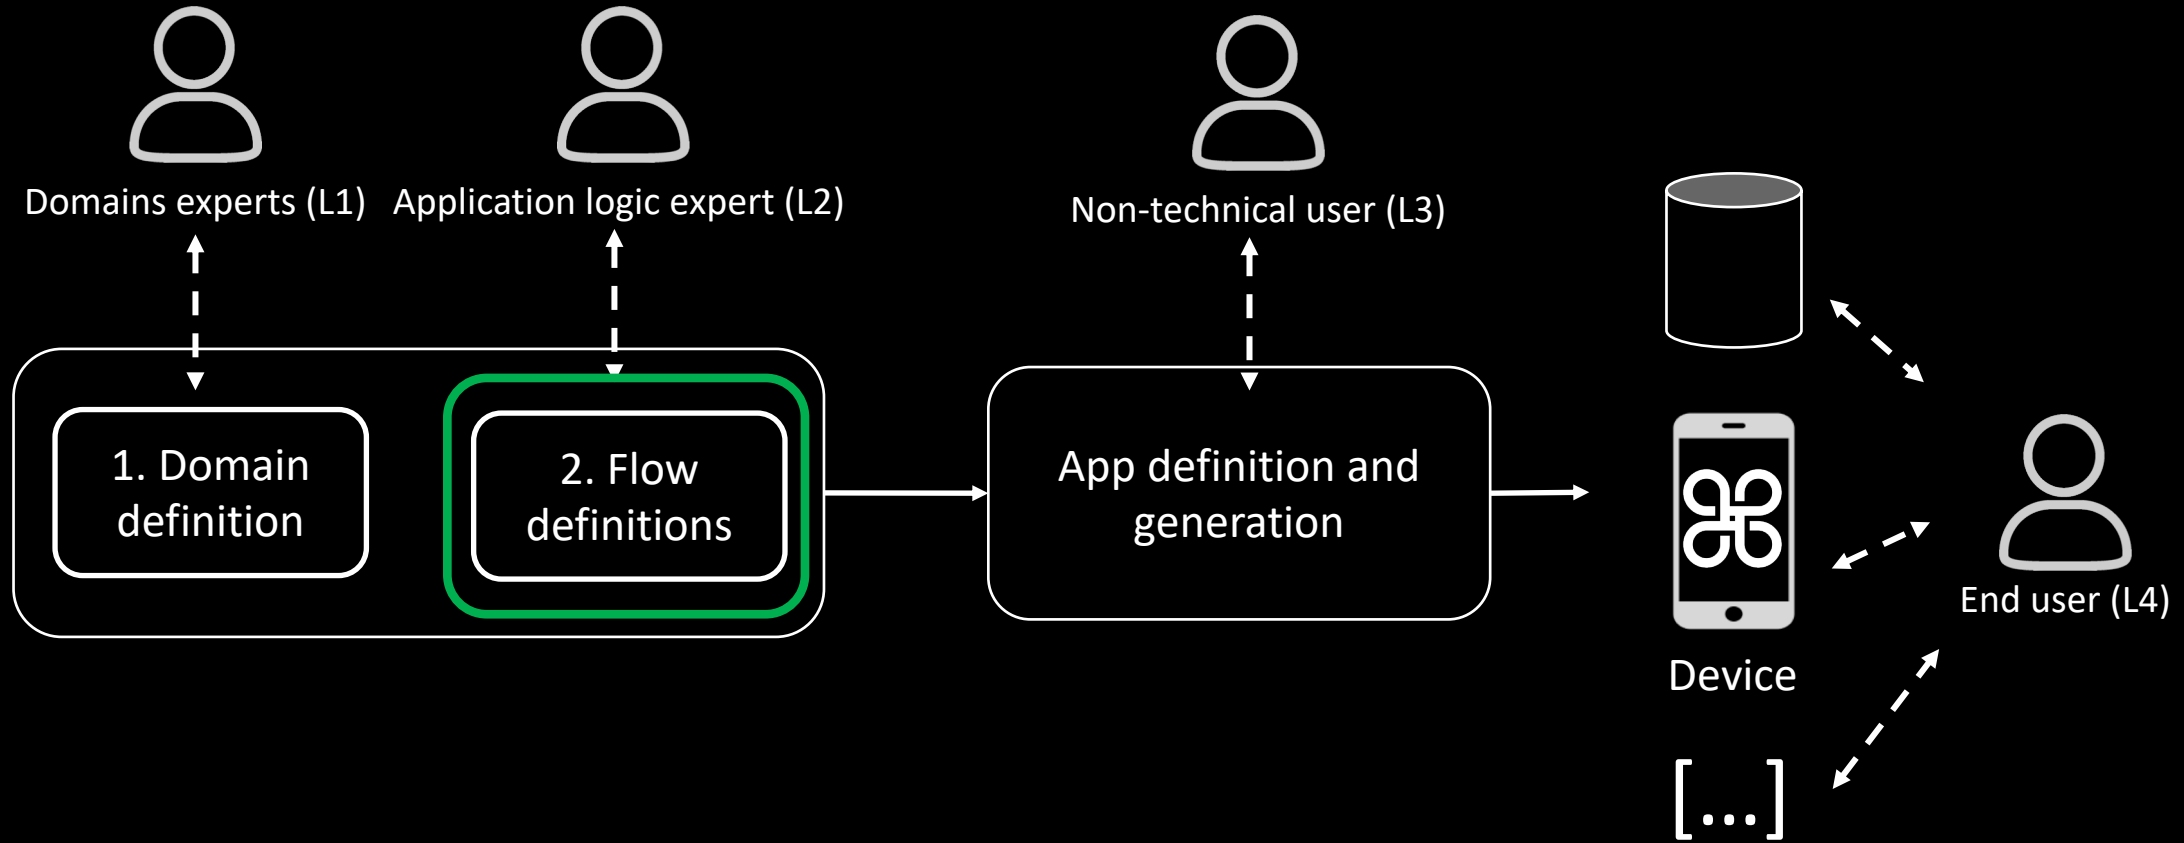 Domains experts (L1)
Application logic expert (L2)
Non-technical user (L3)
1. Domain
definition
2. Flow
definitions
App definition and
generation
Device
End user (L4)
[...]